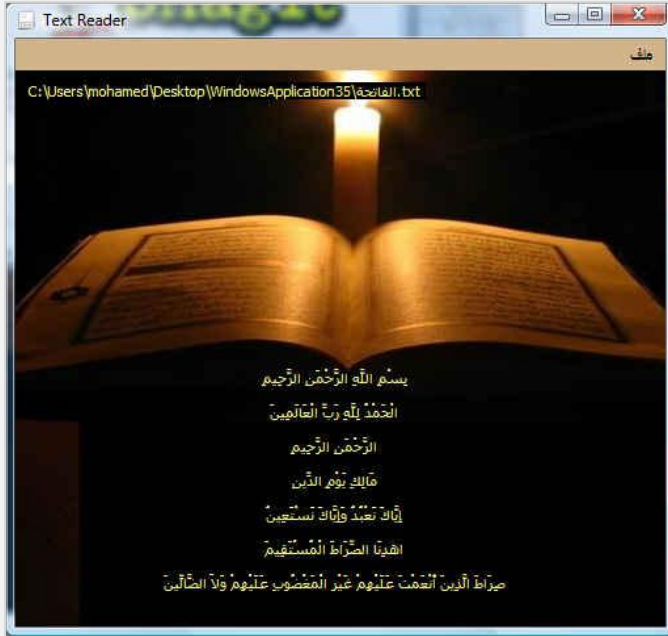 Text Reader
ملف
C:\Users\mohamed\Desktop\WindowsApplication35\الفاتحة.txt
بِسْمِ اللَّهِ الرَّحْمَنِ الرَّحِيمِ
الْحَمْدُ لِلَّهِ رَبِّ الْعَالَمِينَ
الرَّحْمَنِ الرَّحِيمِ
مَالِكِ يَوْمِ الدِّينِ
إِيَّاكَ نَعْبُدُ وَإِيَّاكَ نَسْتَعِينُ
اهْدِنَا الصِّرَاطَ الْمُسْتَقِيمَ
صِرَاطَ الَّذِينَ أَنْعَمْتَ عَلَيْهِمْ غَيْرِ الْمَغْضُوبِ عَلَيْهِمْ وَلاَ الضَّالِّينَ